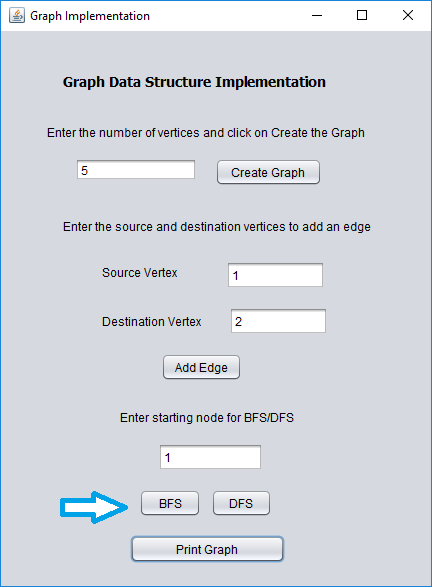 Graph Implementation
Graph Data Structure Implementation
Enter the number of vertices and click on Create the Graph
5 Create Graph
Enter the source and destination vertices to add an edge
Source Vertex 1
Destination Vertex 2
Add Edge
Enter starting node for BFS/DFS
1
BFS DFS
Print Graph